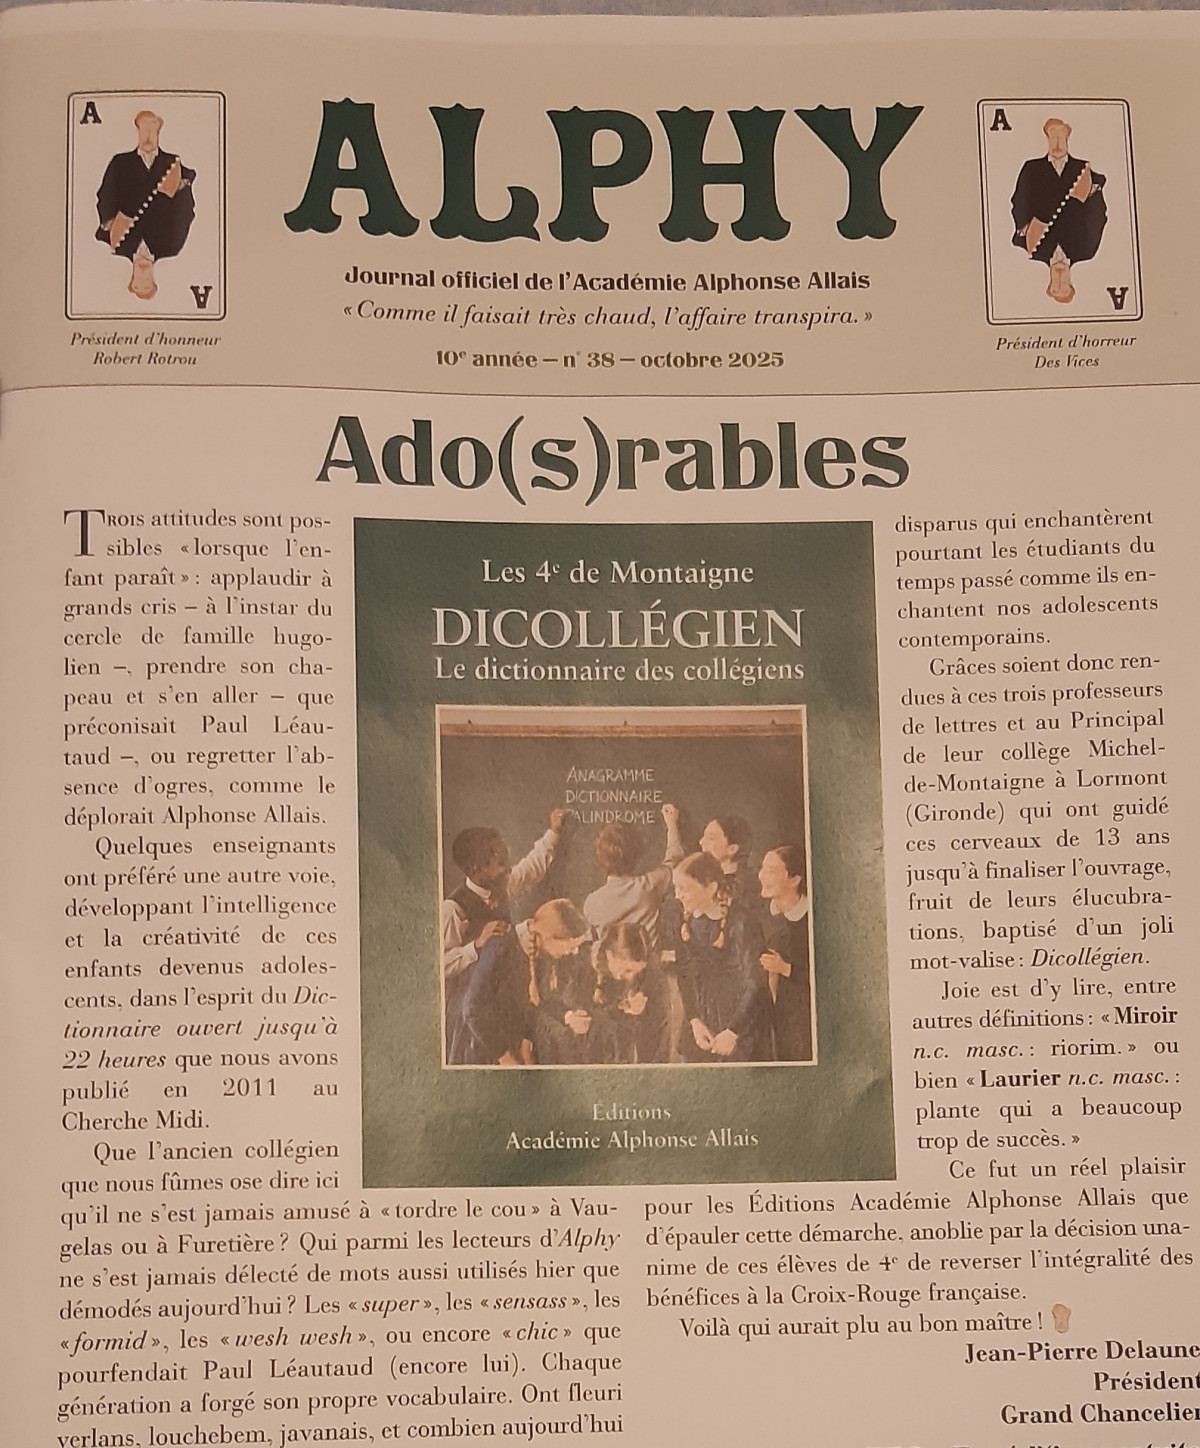 A
A
ALPHY
Journal officiel de l'Académie Alphonse Allais
« Comme il faisait très chaud, l'affaire transpira. »
10e année – n° 38 – octobre 2025
Président d'honneur
Robert Rotrou
A
A
Président d'horreur
Des Vices
Ado(s)rables
TROIS attitudes sont pos-
sibles « lorsque l'en-
fant paraît » : applaudir à
grands cris – à l'instar du
cercle de famille hugo-
lien –, prendre son cha-
peau et s'en aller – que
préconisait Paul Léau-
taud –, ou regretter l'ab-
sence d'ogres, comme le
déplorait Alphonse Allais.
Quelques enseignants
ont préféré une autre voie,
développant l'intelligence
et la créativité de ces
enfants devenus adoles-
cents, dans l'esprit du Dic-
tionnaire ouvert jusqu'à
22 heures que nous avons
publié en 2011 au
Cherche Midi.
Que l'ancien collégien
que nous fûmes ose dire ici
qu'il ne s'est jamais amusé à « tordre le cou » à Vau-
gelas ou à Furetière ? Qui parmi les lecteurs d'Alphy
ne s'est jamais délecté de mots aussi utilisés hier que
démodés aujourd'hui ? Les « super », les « sensass », les
« formid », les « wesh wesh », ou encore « chic » que
pourfendait Paul Léautaud (encore lui). Chaque
génération a forgé son propre vocabulaire. Ont fleuri
verlans, louchebem, javanais, et combien aujourd'hui
Les 4e de Montaigne
DICOLLÉGIEN
Le dictionnaire des collégiens
ANAGRAMME
DICTIONNAIRE
PALINDROME
Éditions
Académie Alphonse Allais
disparus qui enchantèrent
pourtant les étudiants du
temps passé comme ils en-
chantent nos adolescents
contemporains.
Grâces soient donc ren-
dues à ces trois professeurs
de lettres et au Principal
de leur collège Michel-
de-Montaigne à Lormont
(Gironde) qui ont guidé
ces cerveaux de 13 ans
jusqu'à finaliser l'ouvrage,
fruit de leurs élucubra-
tions, baptisé d'un joli
mot-valise : Dicollégien.
Joie est d'y lire, entre
autres définitions : « Miroir
n.c. masc. : riorim. » ou
bien « Laurier n.c. masc. :
plante qui a beaucoup
trop de succès. »
Ce fut un réel plaisir
pour les Éditions Académie Alphonse Allais que
d'épauler cette démarche, anoblie par la décision una-
nime de ces élèves de 4e de reverser l'intégralité des
bénéfices à la Croix-Rouge française.
Voilà qui aurait plu au bon maître !
Jean-Pierre Delaune
Président
Grand Chancelier